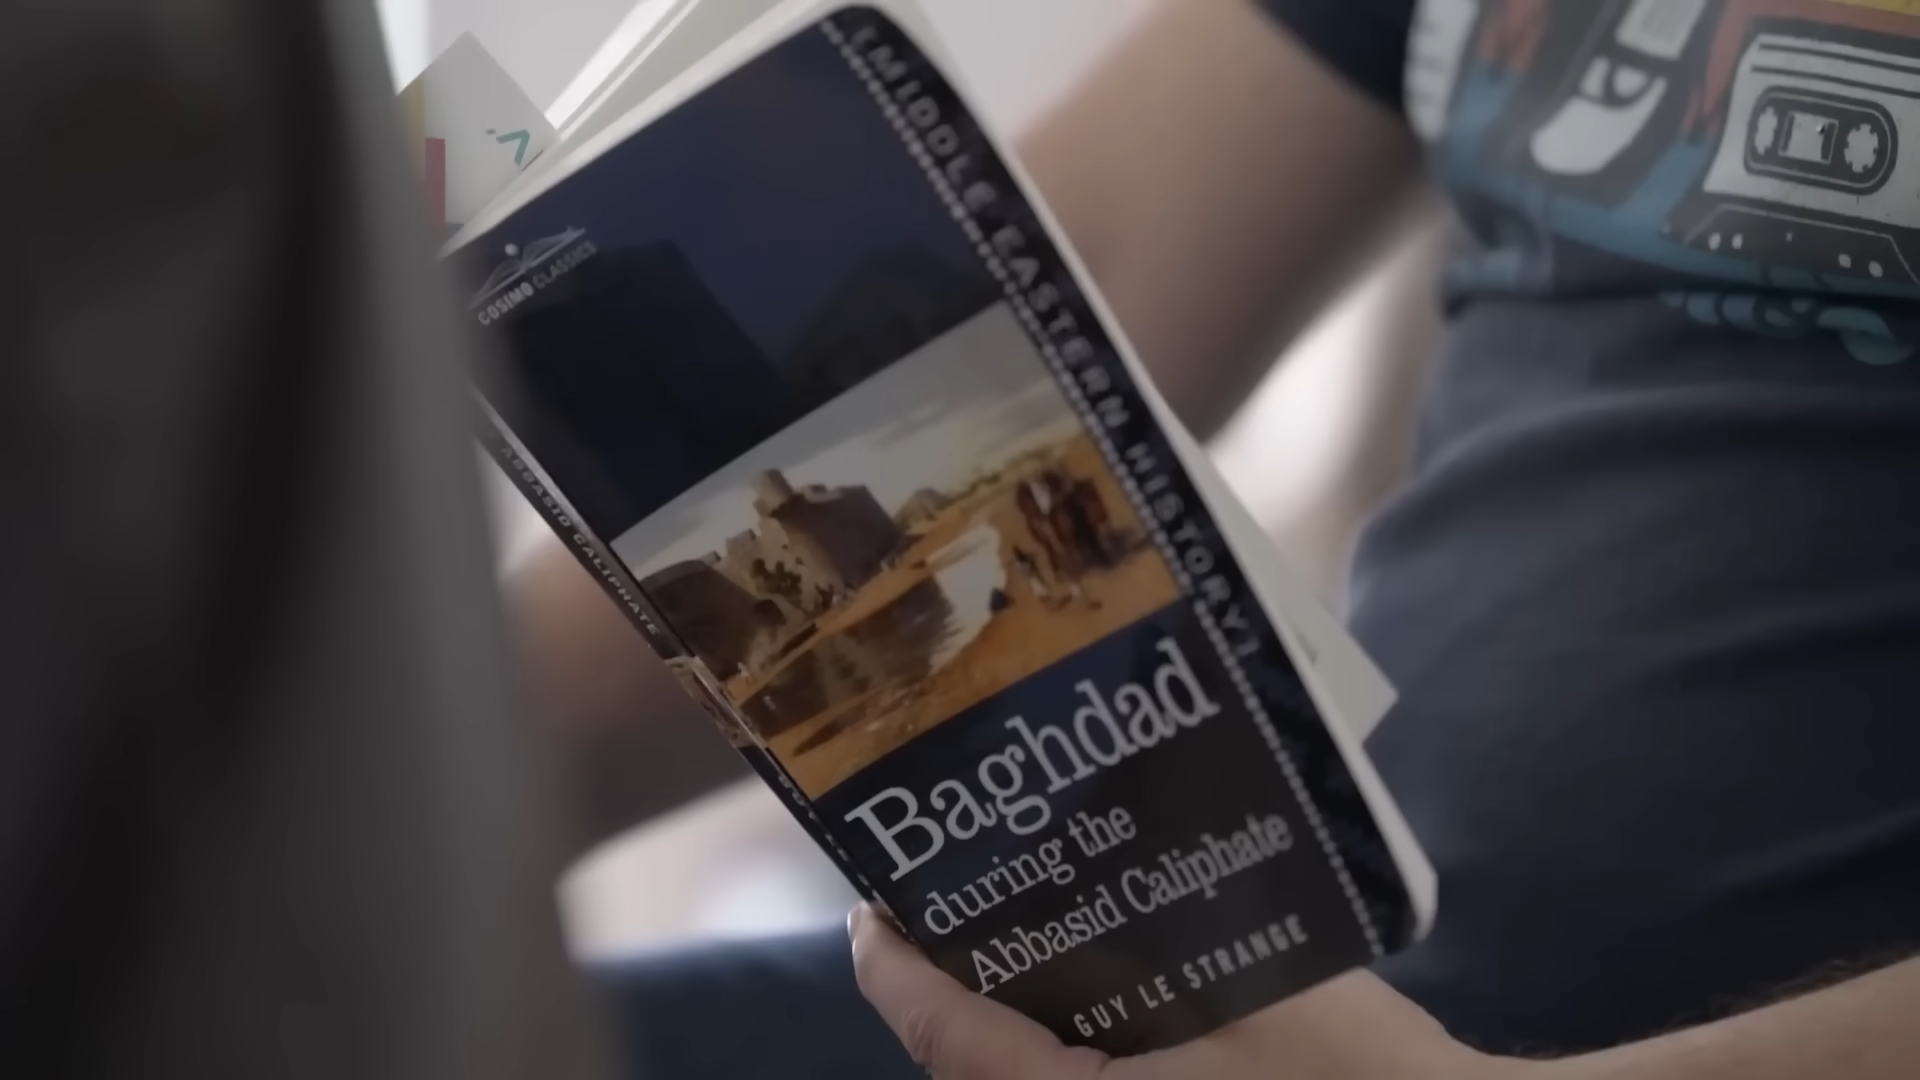 [MIDDLE EASTERN HISTORY]
COSIMO CLASSICS
ABBASID CALIPHATE
Baghdad
during the
Abbasid Caliphate
GUY LE STRANGE